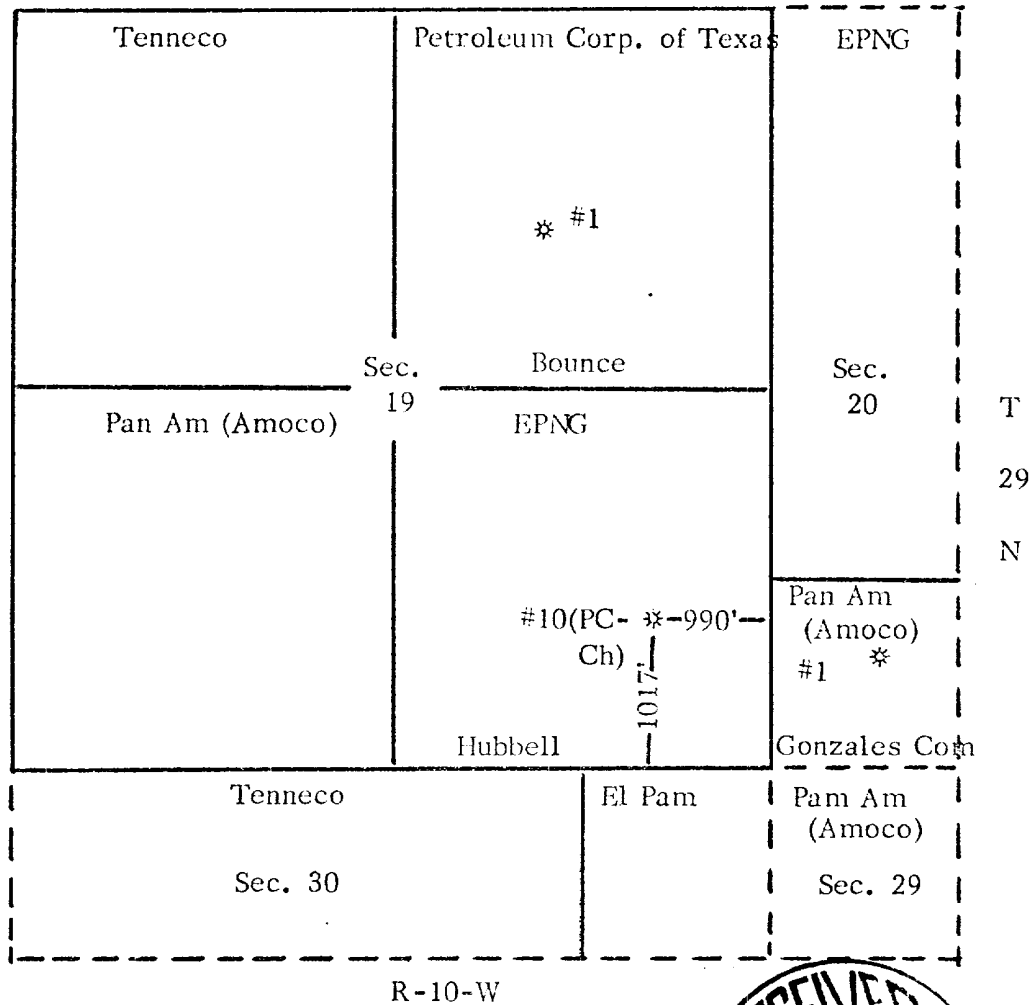 Tenneco
Petroleum Corp. of Texas
EPNG
#1
Bounce
Sec.
19
Sec.
20
Pan Am (Amoco)
EPNG
T
29
N
#10(PC-
Ch)
990'
1017'
Pan Am
(Amoco)
#1
Hubbell
Gonzales Com
Tenneco
El Pam
Pam Am
(Amoco)
Sec. 30
Sec. 29
R-10-W
RECEIVED